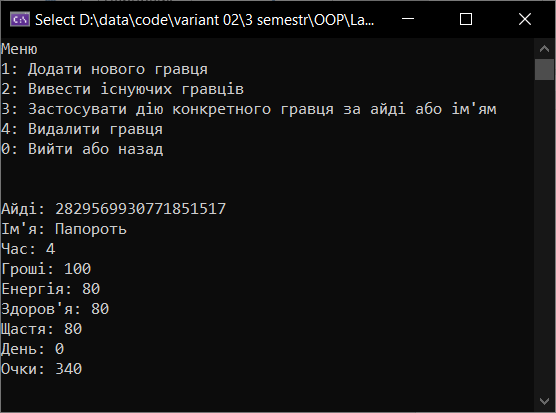 Select D:\data\code\variant 02\3 semestr\OOP\La...
Меню
1: Додати нового гравця
2: Вивести існуючих гравців
3: Застосувати дію конкретного гравця за айді або ім'ям
4: Видалити гравця
0: Вийти або назад
Айді: 2829569930771851517
Ім'я: Папороть
Час: 4
Гроші: 100
Енергія: 80
Здоров'я: 80
Щастя: 80
День: 0
Очки: 340